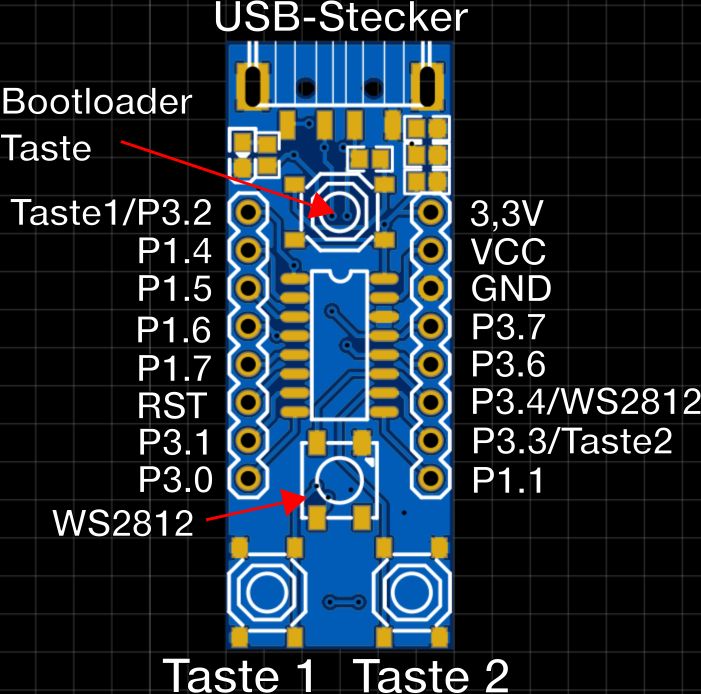 USB-Stecker
Bootloader
Taste
Taste1/P3.2
3,3V
P1.4
VCC
P1.5
GND
P1.6
P3.7
P1.7
P3.6
RST
P3.4/WS2812
P3.1
P3.3/Taste2
P3.0
P1.1
WS2812
Taste 1
Taste 2